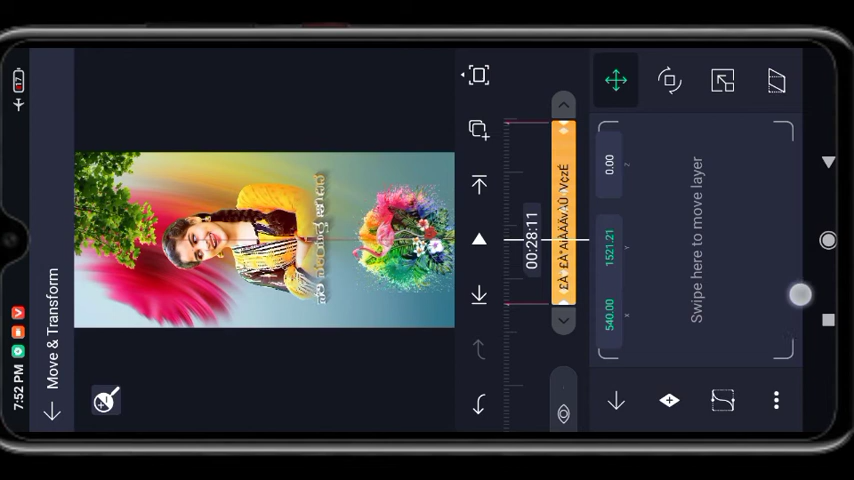 7:52 PM
17
Move & Transform
00:28:11
540.00
1521.21
0.00
X
Y
Z
Swipe here to move layer